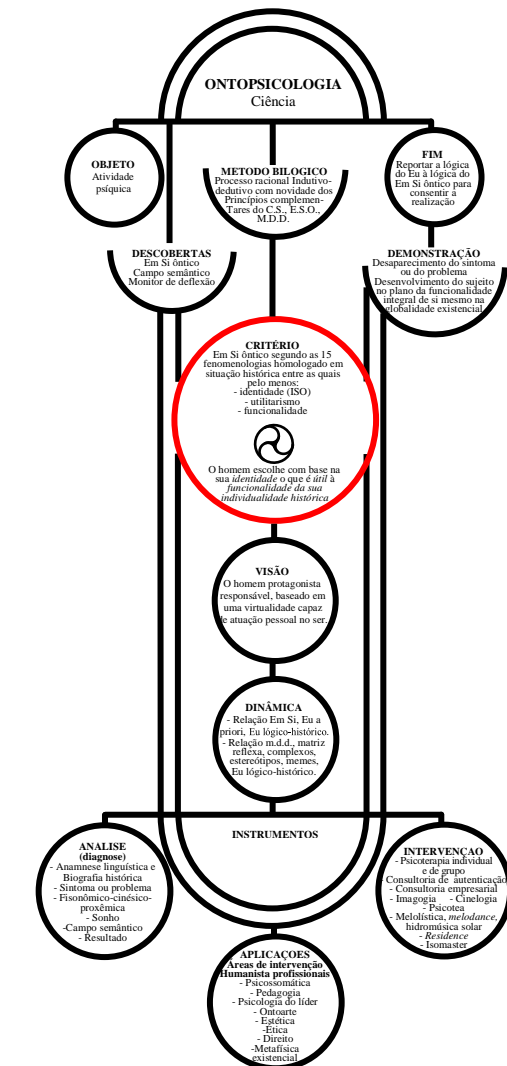 ONTOPSICOLOGIA
Ciência
OBJETO
Atividade
psíquica
METODO BILOGICO
Processo racional Indutivo-
dedutivo com novidade dos
Princípios complemen-
Tares do C.S., E.S.O.,
M.D.D.
FIM
Reportar a lógica
do Eu à lógica do
Em Si ôntico para
consentir a
realização
DESCOBERTAS
Em Si ôntico
Campo semântico
Monitor de deflexão
DEMONSTRAÇÃO
Desaparecimento do sintoma
ou do problema
Desenvolvimento do sujeito
no plano da funcionalidade
integral de si mesmo na
globalidade existencial
CRITÉRIO
Em Si ôntico segundo as 15
fenomenologias homologado em
situação histórica entre as quais
pelo menos:
- identidade (ISO)
- utilitarismo
- funcionalidade
O homem escolhe com base na
sua identidade o que é útil à
funcionalidade da sua
individualidade histórica
VISÃO
O homem protagonista
responsável, baseado em
uma virtualidade capaz
de atuação pessoal no ser.
DINÂMICA
- Relação Em Si, Eu a
priori, Eu lógico-histórico.
- Relação m.d.d., matriz
reflexa, complexos,
estereótipos, memes,
Eu lógico-histórico.
INSTRUMENTOS
ANALISE
(diagnose)
- Anamnese linguística e
Biografia histórica
- Sintoma ou problema
- Fisonômico-cinésico-
proxêmica
- Sonho
-Campo semântico
- Resultado
INTERVENÇAO
- Psicoterapia individual
e de grupo
- Consultoria de autenticação
- Consultoria empresarial
- Imagogia - Cinelogia
- Psicotea
- Melolística, melodance,
hidromúsica solar
- Residence
- Isomaster
APLICAÇOES
Áreas de intervenção
Humanista profissionais
- Psicossomática
- Pedagogia
- Psicologia do líder
- Ontoarte
- Estética
-Ética
- Direito
-Metafísica
existencial